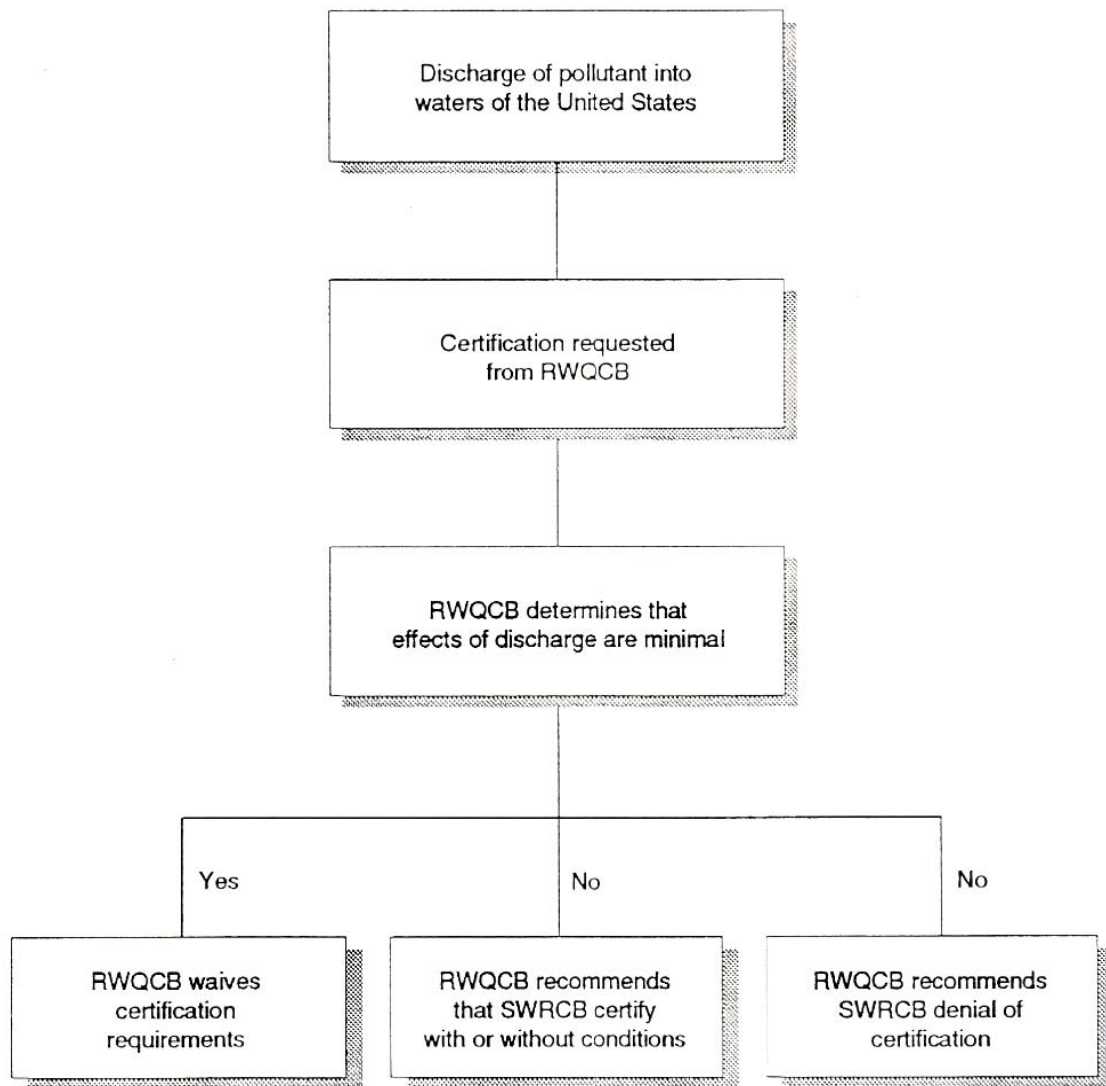 Discharge of pollutant into
waters of the United States
Certification requested
from RWQCB
RWQCB determines that
effects of discharge are minimal
Yes
No
No
RWQCB waives
certification
requirements
RWQCB recommends
that SWRCB certify
with or without conditions
RWQCB recommends
SWRCB denial of
certification